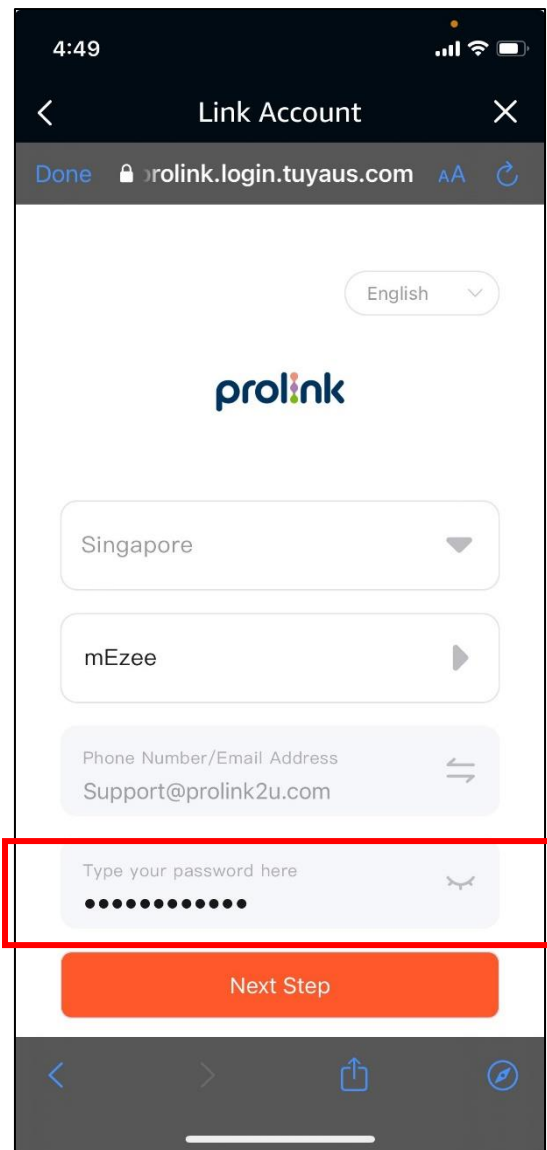 4:49
Link Account
Done rolink.login.tuyaus.com AA
English
prolink
Singapore
mEzee
Phone Number/Email Address
Support@prolink2u.com
Type your password here
••••••••••••
Next Step